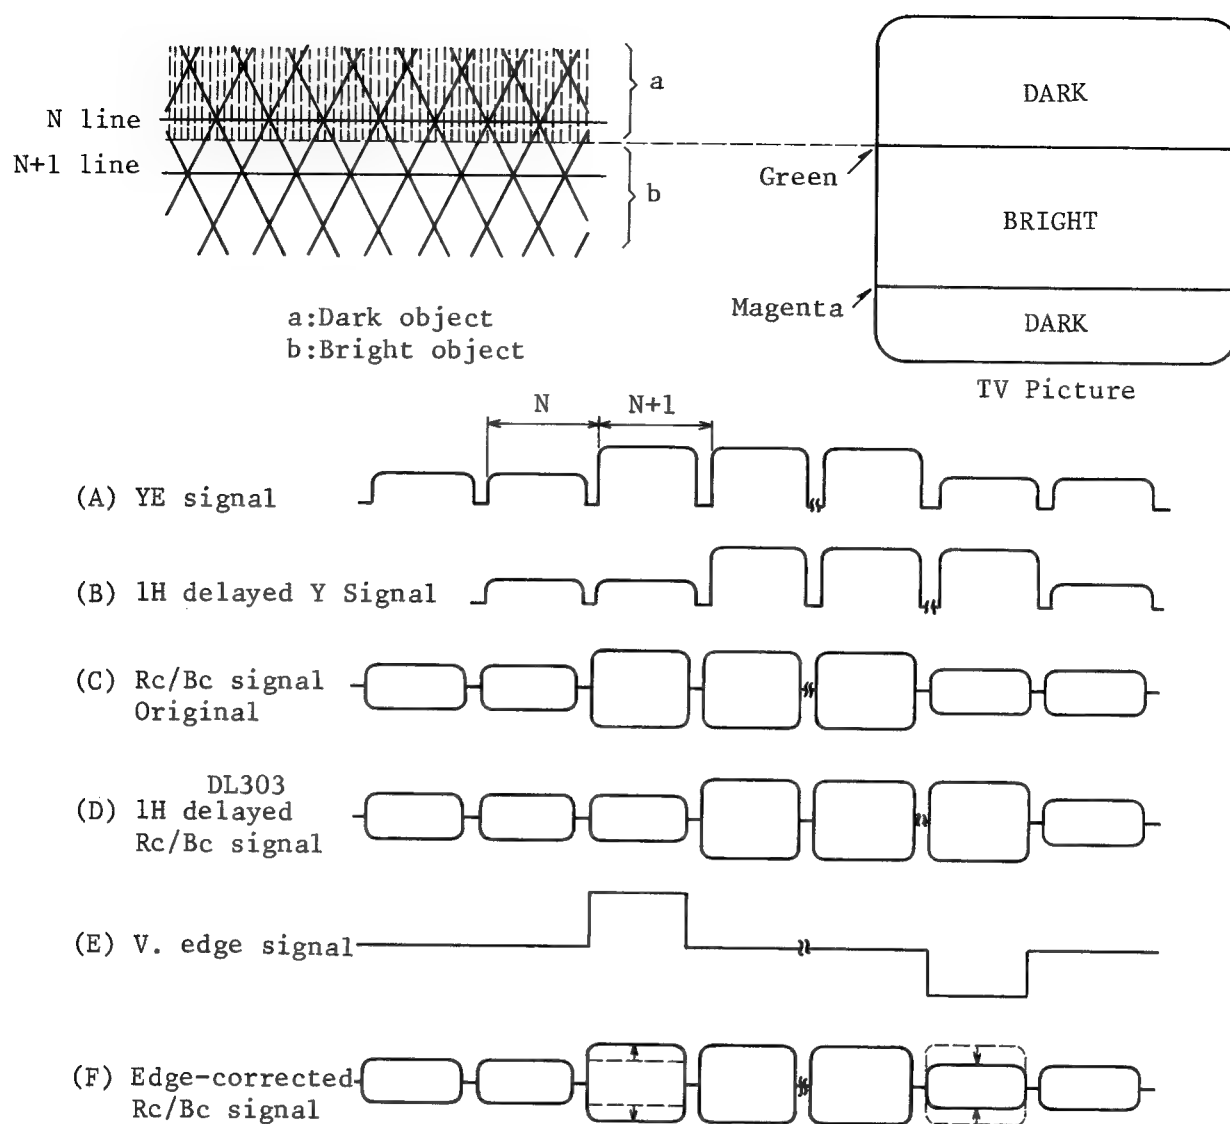 a
DARK
N line
N+1 line
Green
b
BRIGHT
Magenta
a:Dark object
b:Bright object
DARK
TV Picture
N
N+1
(A) YE signal
(B) 1H delayed Y Signal
(C) Rc/Bc signal
Original
DL303
(D) 1H delayed
Rc/Bc signal
(E) V. edge signal
(F) Edge-corrected
Rc/Bc signal